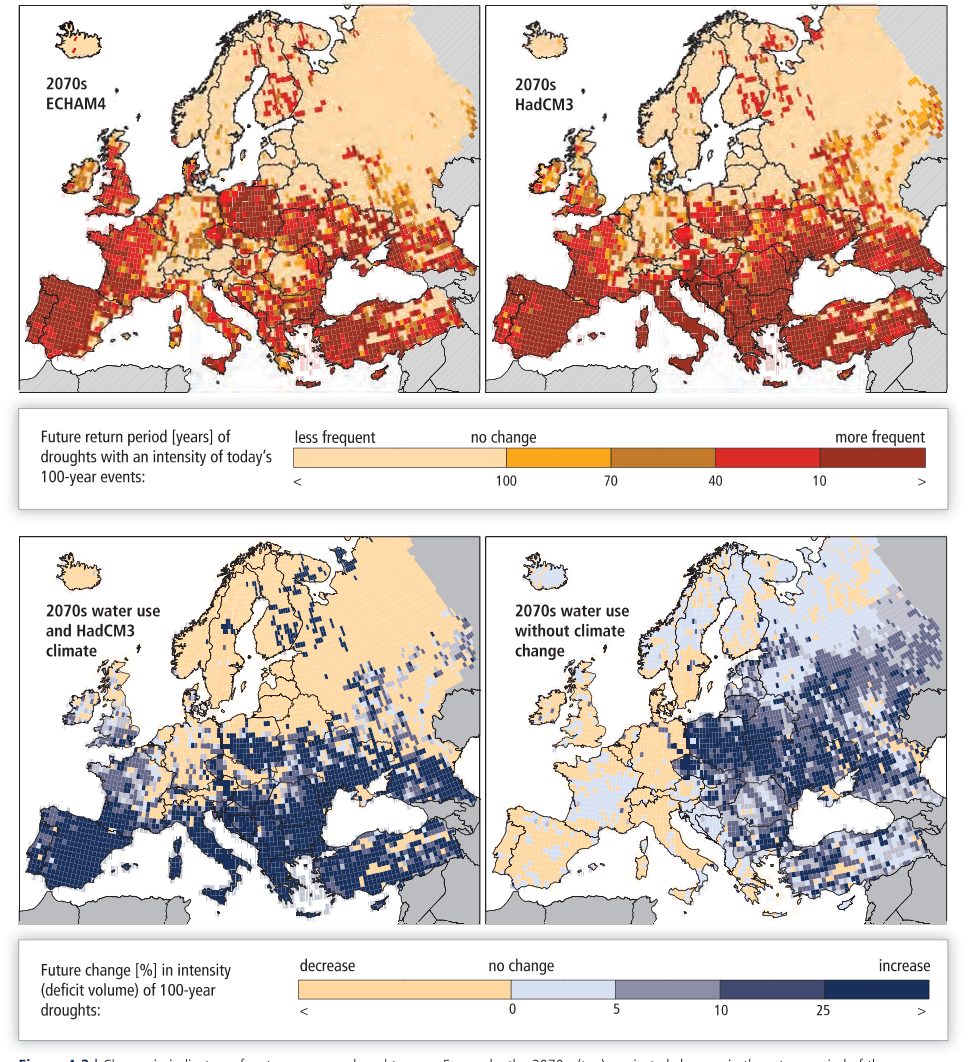 2070s
ECHAM4
2070s
HadCM3
Future return period [years] of
droughts with an intensity of today's
100-year events:
less frequent
no change
more frequent
<
100
70
40
10
>
2070s water use
and HadCM3
climate
2070s water use
without climate
change
Future change [%] in intensity
(deficit volume) of 100-year
droughts:
decrease
no change
increase
<
0
5
10
25
>